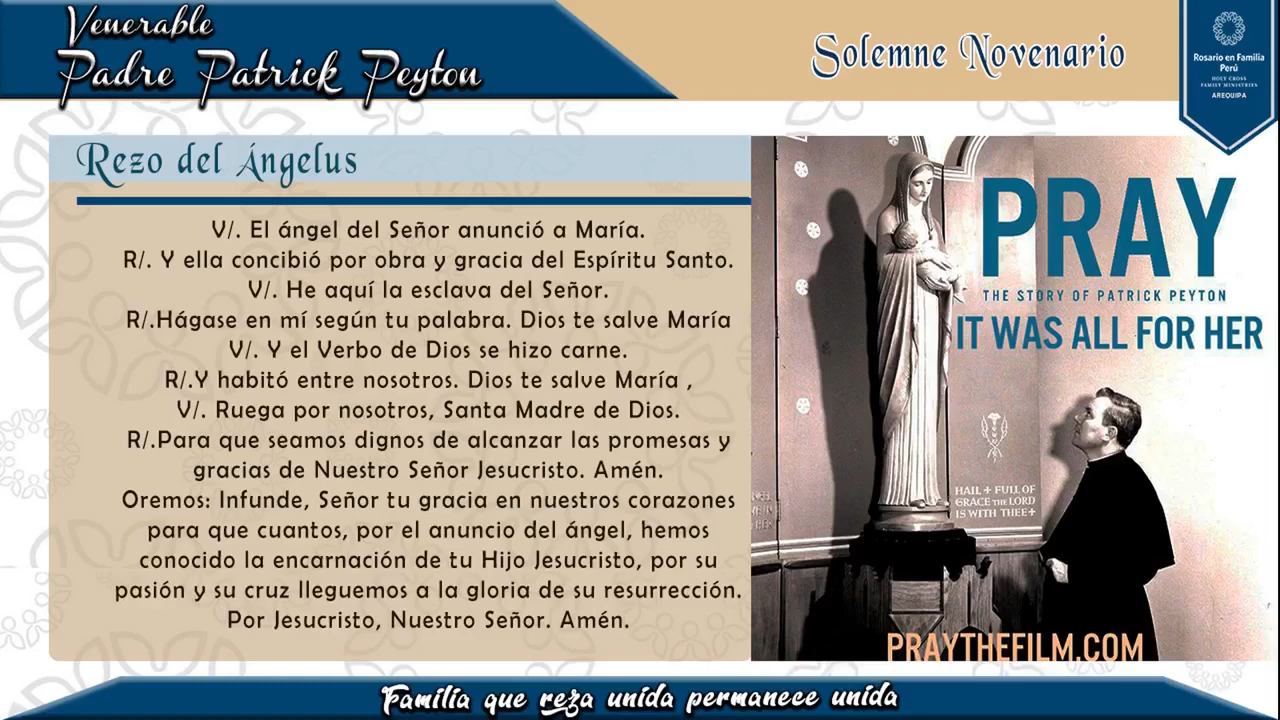 Venerable
Padre Patrick Peyton
Solemne Novenario
Rosario en Familia
Perú
HOLY CROSS
FAMILY MINISTRIES
AREQUIPA
Rezo del Ángelus
V/. El ángel del Señor anunció a María.
R/. Y ella concibió por obra y gracia del Espíritu Santo.
V/. He aquí la esclava del Señor.
R/.Hágase en mí según tu palabra. Dios te salve María
V/. Y el Verbo de Dios se hizo carne.
R/.Y habitó entre nosotros. Dios te salve María ,
V/. Ruega por nosotros, Santa Madre de Dios.
R/.Para que seamos dignos de alcanzar las promesas y
gracias de Nuestro Señor Jesucristo. Amén.
Oremos: Infunde, Señor tu gracia en nuestros corazones
para que cuantos, por el anuncio del ángel, hemos
conocido la encarnación de tu Hijo Jesucristo, por su
pasión y su cruz lleguemos a la gloria de su resurrección.
Por Jesucristo, Nuestro Señor. Amén.
PRAY
THE STORY OF PATRICK PEYTON
IT WAS ALL FOR HER
HAIL + FULL OF
GRACE THE LORD
IS WITH THEE +
PRAYTHEFILM.COM
Familia que reza unida permanece unida